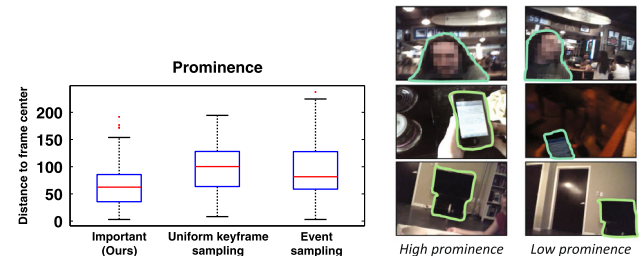 Prominence
Distance to frame center
200
150
100
50
0
Important
(Ours)
Uniform keyframe
sampling
Event
sampling
High prominence
Low prominence